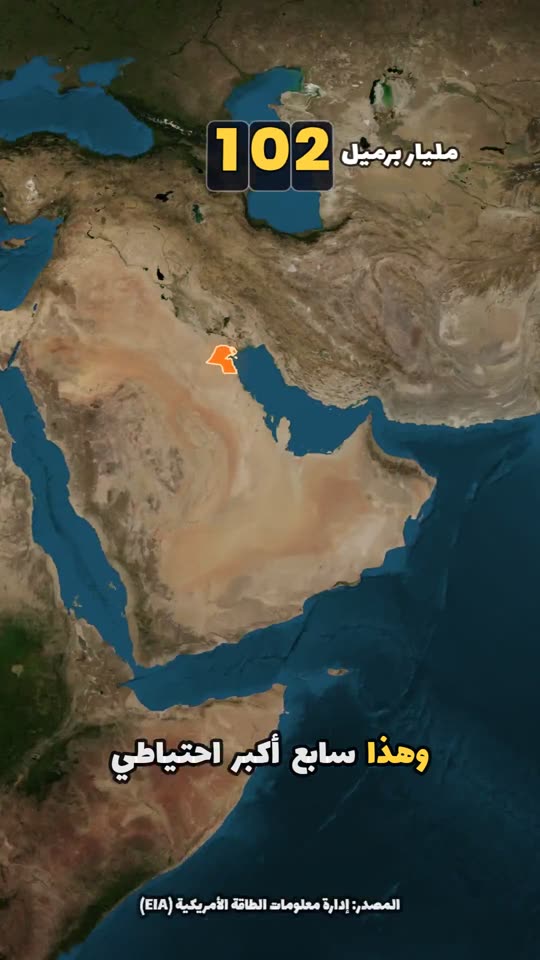 102 مليار برميل
وهذا سابع أكبر احتياطي
المصدر: إدارة معلومات الطاقة الأمريكية (EIA)